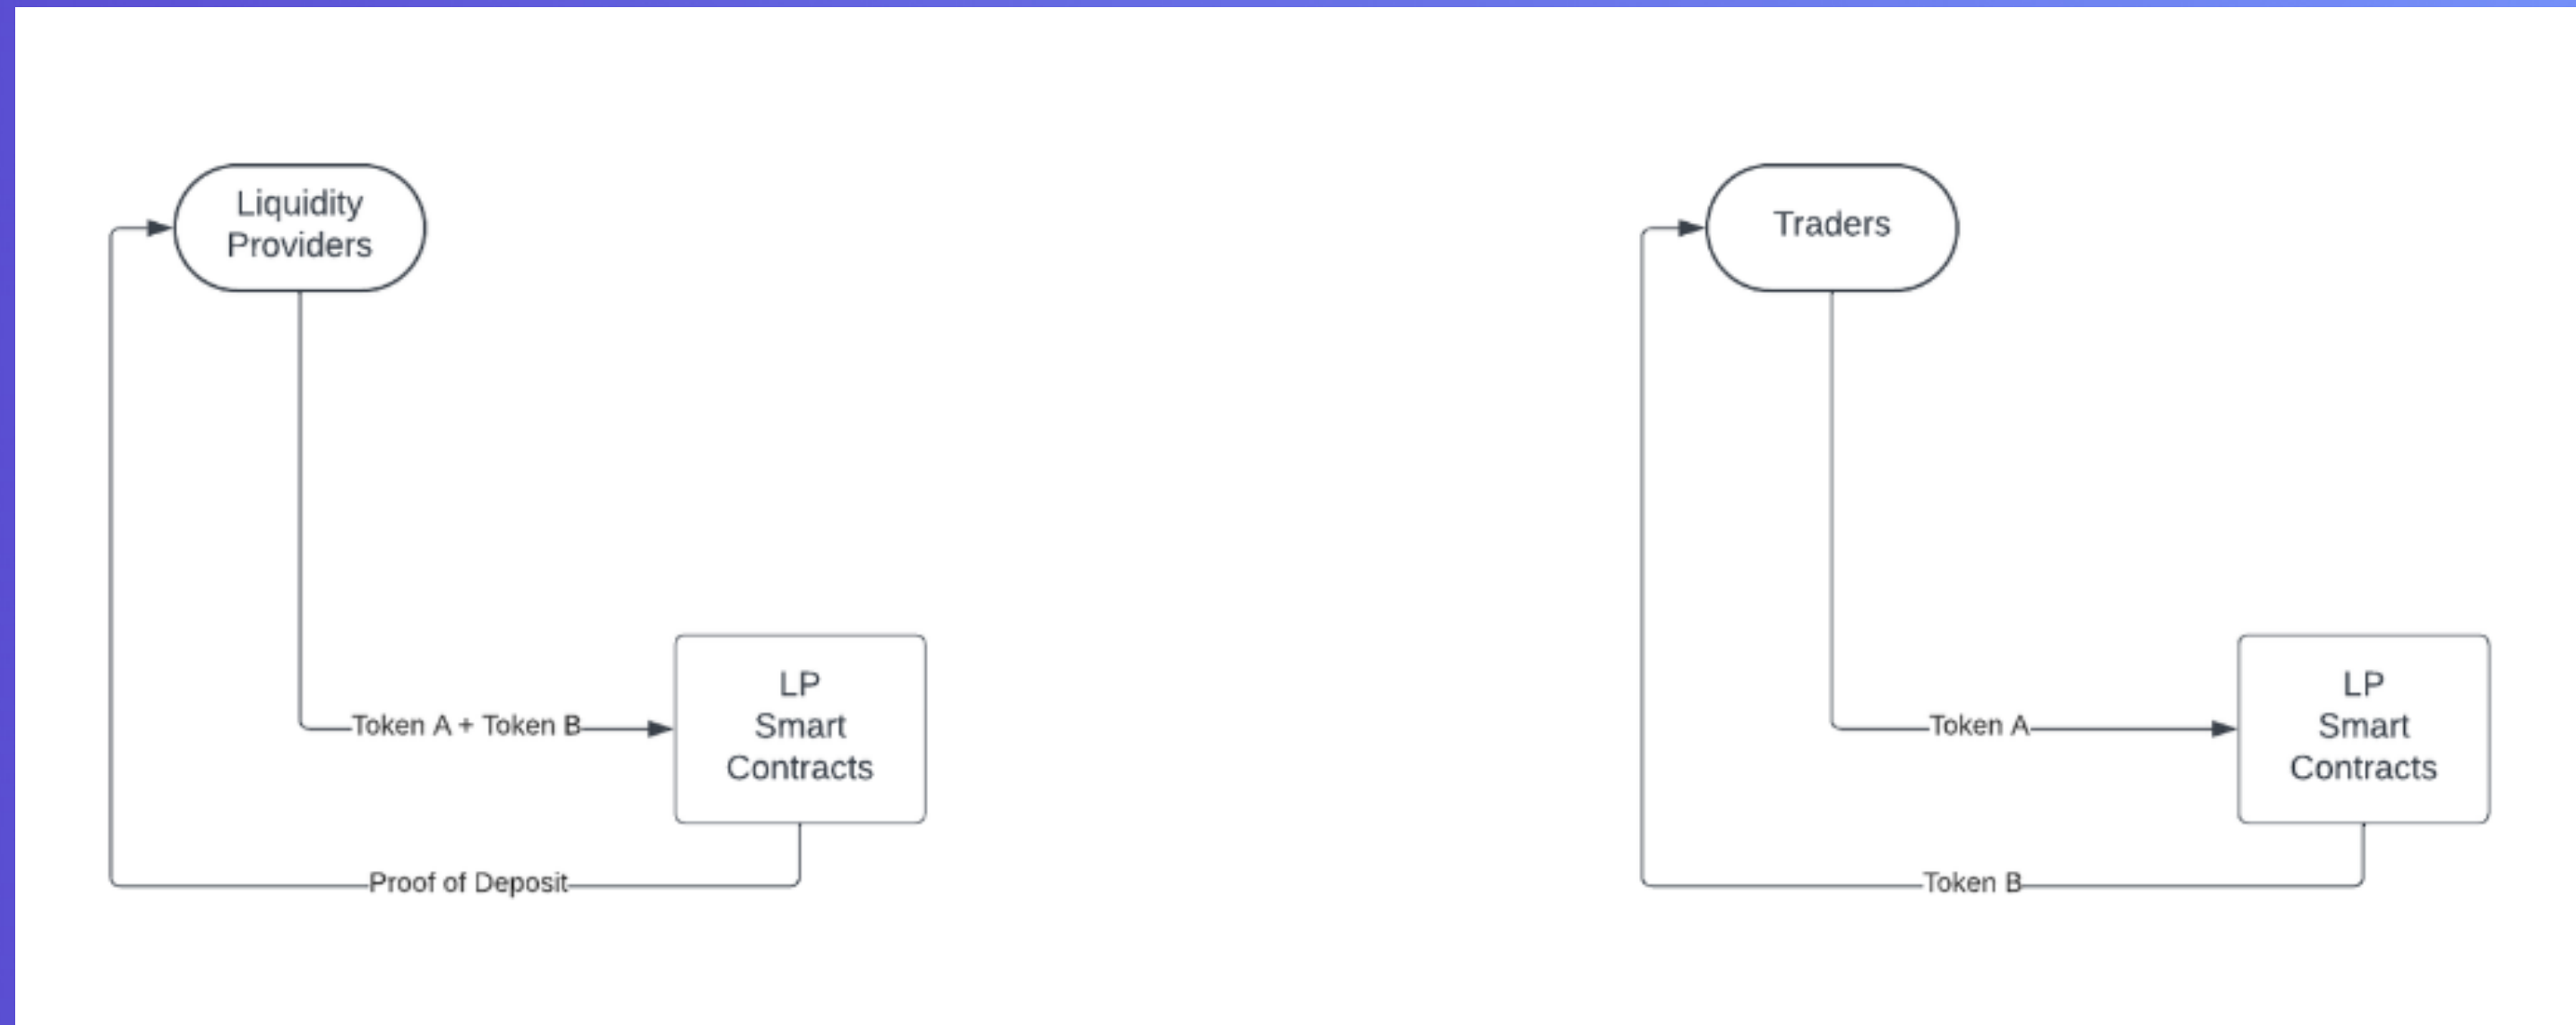 Liquidity
Providers
Token A + Token B
LP
Smart
Contracts
Proof of Deposit
Traders
Token A
LP
Smart
Contracts
Token B